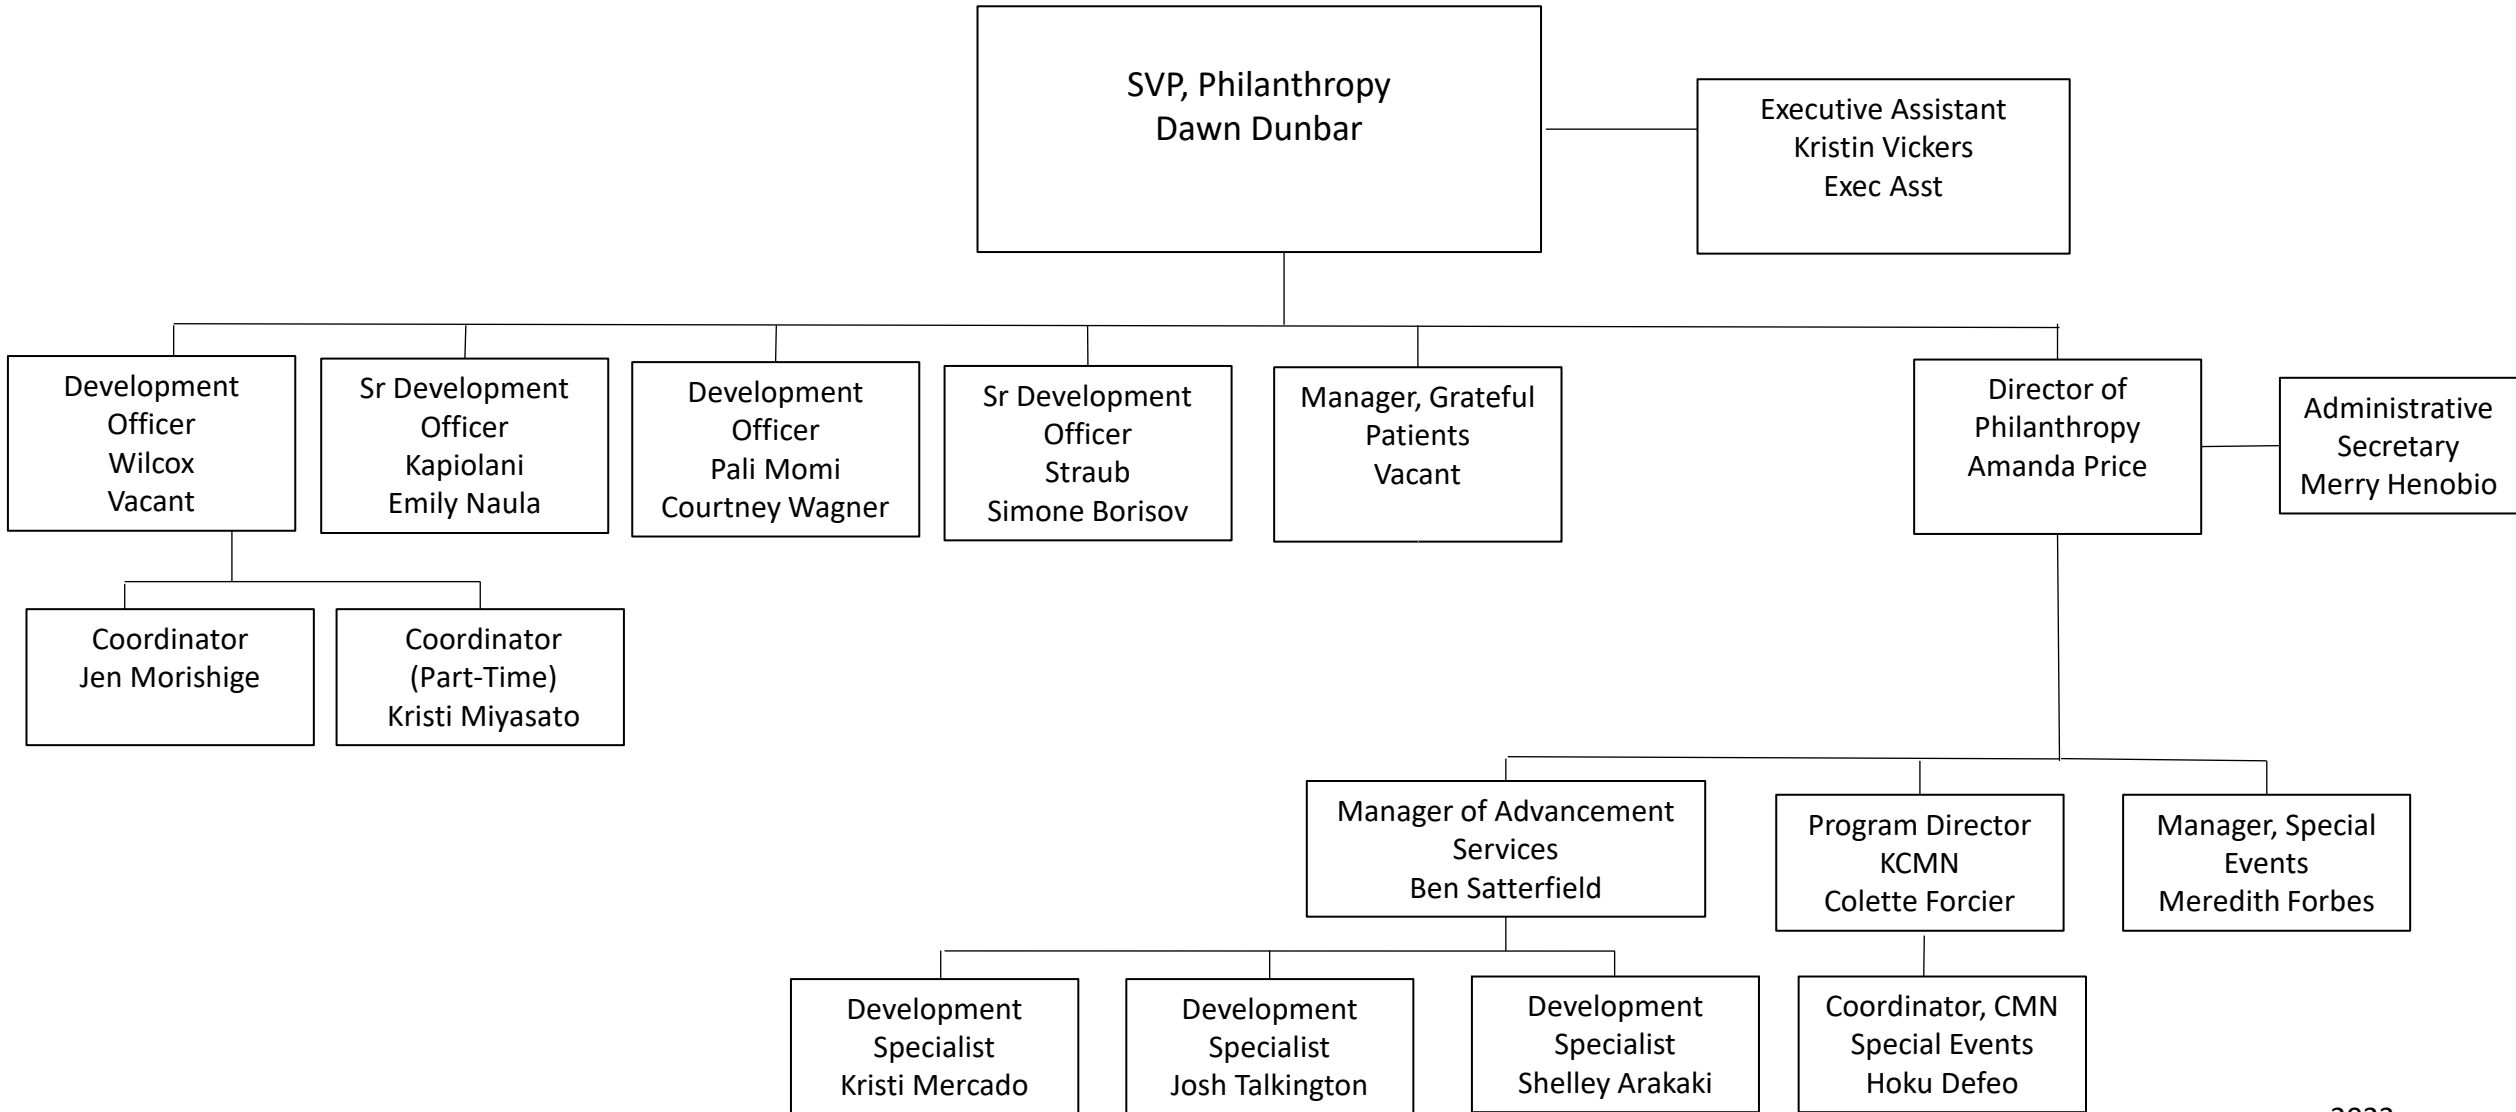 SVP, Philanthropy
Dawn Dunbar
Executive Assistant
Kristin Vickers
Exec Asst
Development
Officer
Wilcox
Vacant
Sr Development
Officer
Kapiolani
Emily Naula
Development
Officer
Pali Momi
Courtney Wagner
Sr Development
Officer
Straub
Simone Borisov
Manager, Grateful
Patients
Vacant
Director of
Philanthropy
Amanda Price
Administrative
Secretary
Merry Henobio
Coordinator
Jen Morishige
Coordinator
(Part-Time)
Kristi Miyasato
Manager of Advancement
Services
Ben Satterfield
Program Director
KCMN
Colette Forcier
Manager, Special
Events
Meredith Forbes
Development
Specialist
Kristi Mercado
Development
Specialist
Josh Talkington
Development
Specialist
Shelley Arakaki
Coordinator, CMN
Special Events
Hoku Defeo